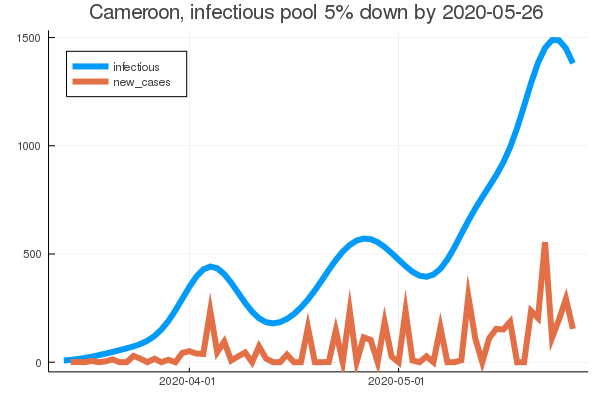 Cameroon, infectious pool 5% down by 2020-05-26
1500
infectious
new_cases
1000
500
0
2020-04-01
2020-05-01